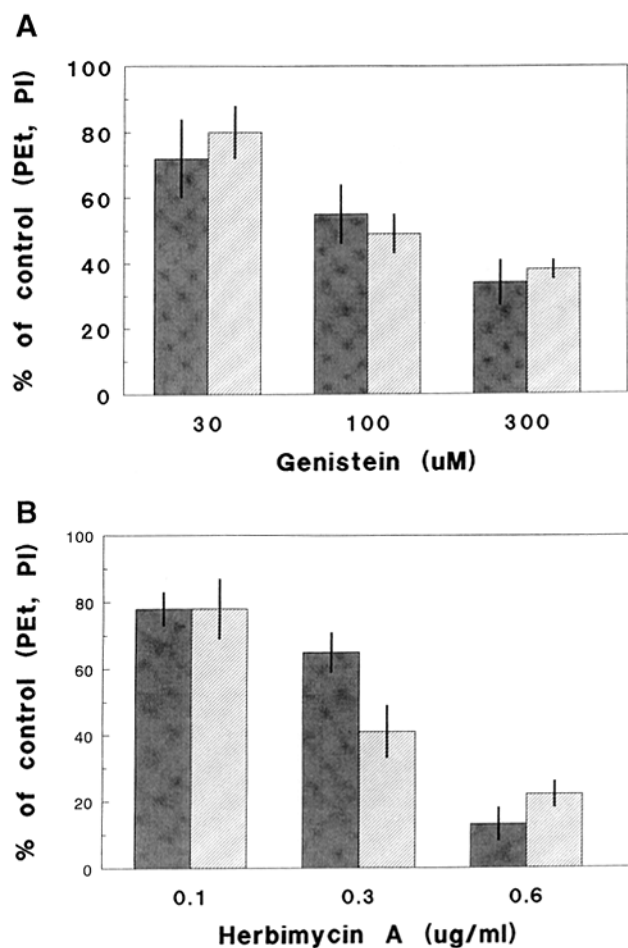 A
% of control (PEt, PI)
100
80
60
40
20
0
30 100 300
Genistein (uM)
B
% of control (PEt, PI)
100
80
60
40
20
0
0.1 0.3 0.6
Herbimycin A (ug/ml)